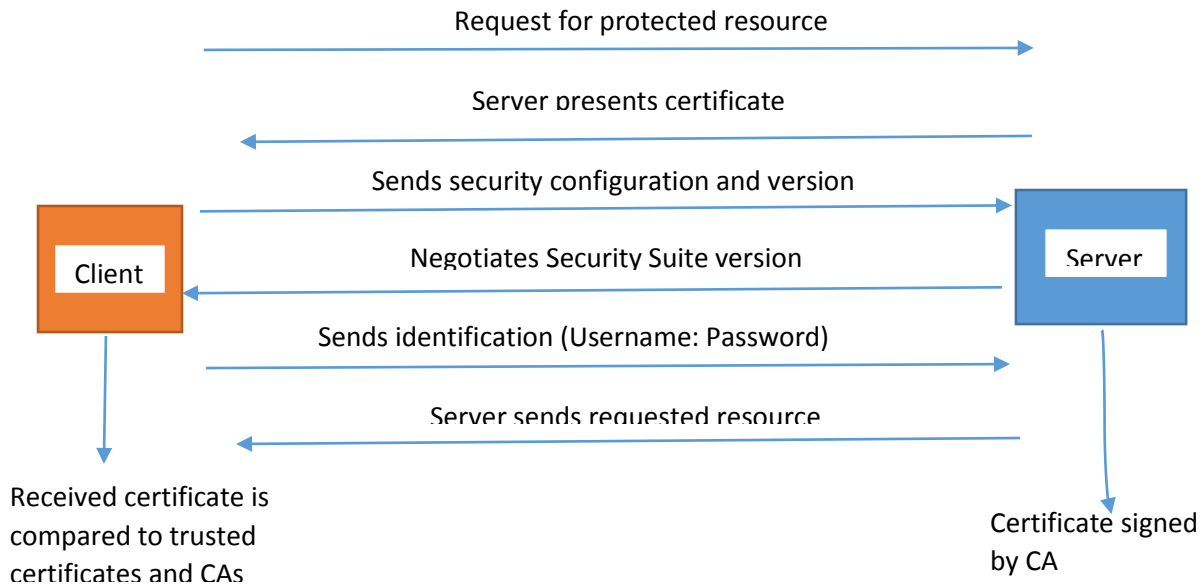 Request for protected resource
Server presents certificate
Sends security configuration and version
Client
Negotiates Security Suite version
Server
Sends identification (Username: Password)
Server sends requested resource
Received certificate is
compared to trusted
certificates and CAs
Certificate signed
by CA